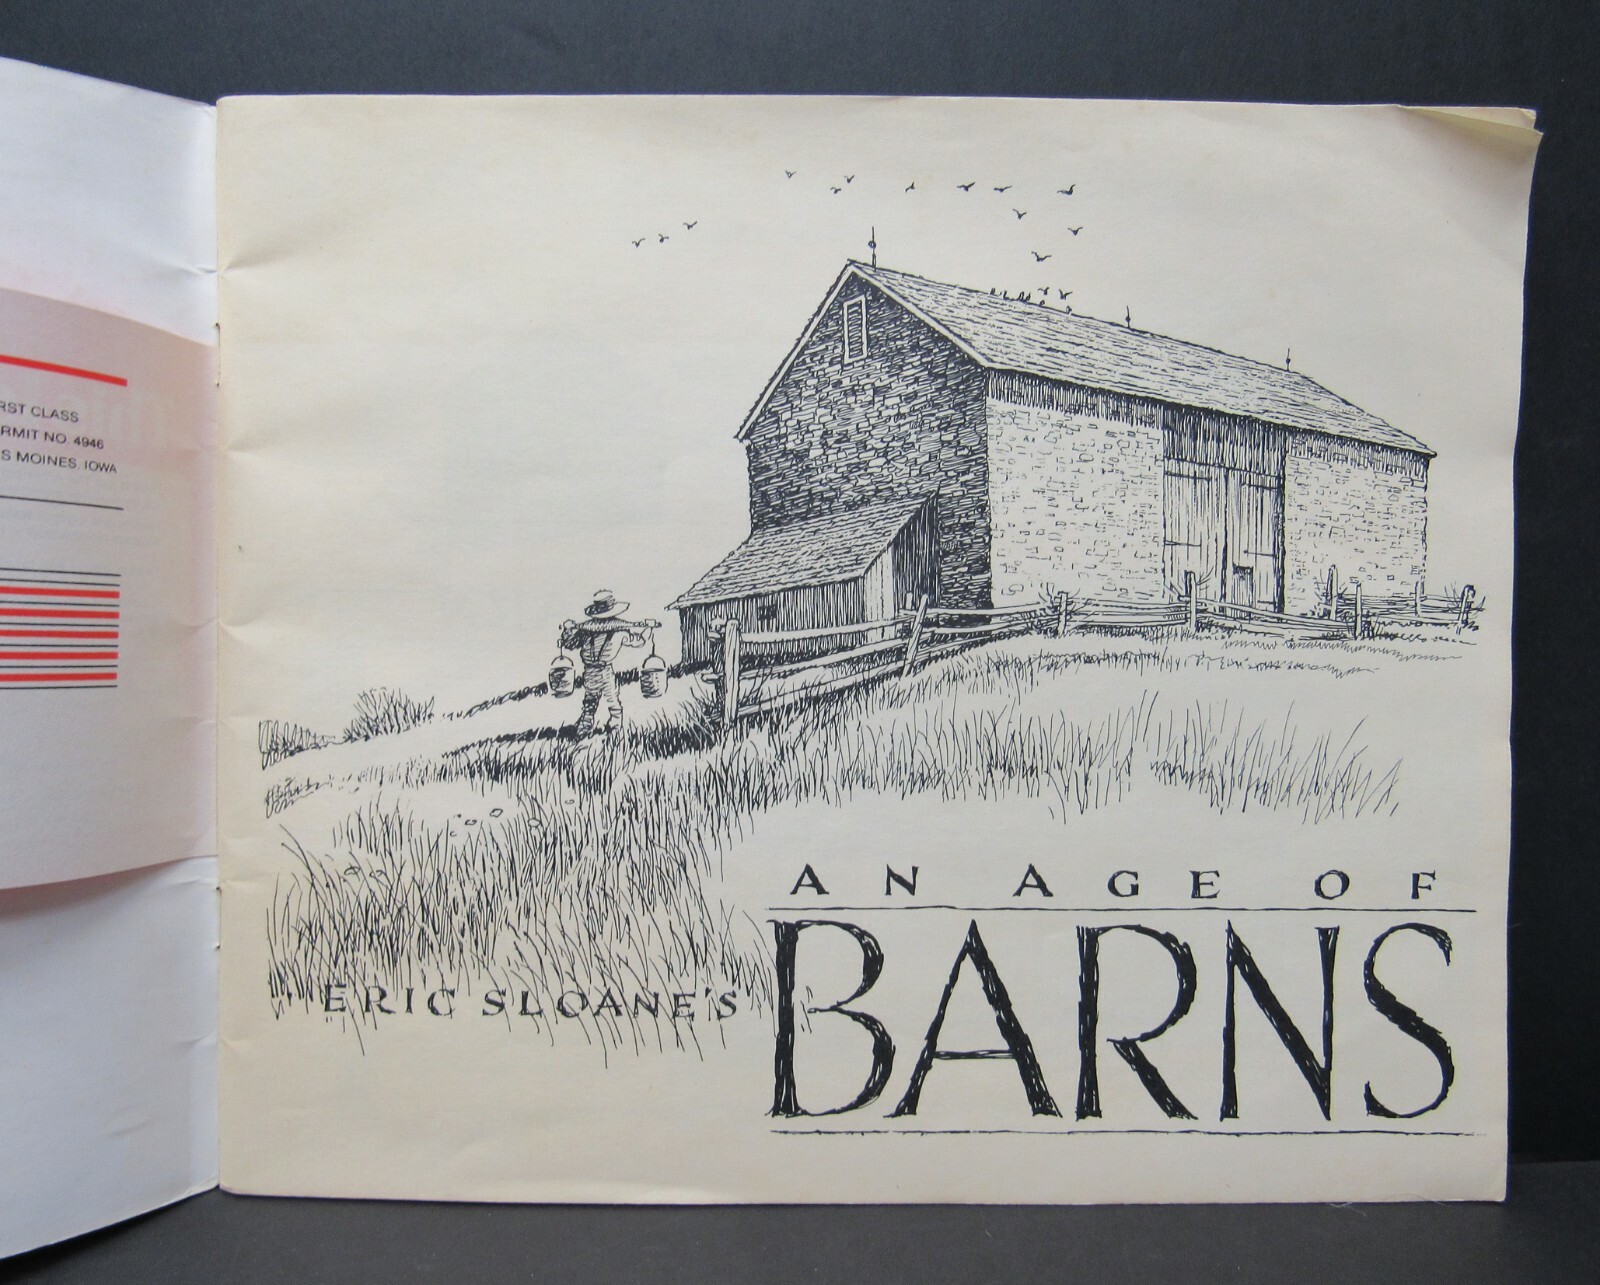 RST CLASS
RMIT NO. 4946
S MOINES, IOWA
AN AGE OF
ERIC SLOANE'S
BARNS